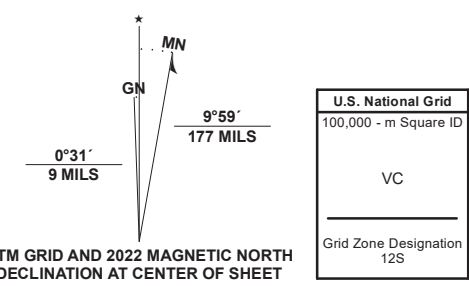 MN
GN
9°59´
177 MILS
0°31´
9 MILS
TM GRID AND 2022 MAGNETIC NORTH
DECLINATION AT CENTER OF SHEET
U.S. National Grid
100,000 - m Square ID
VC
Grid Zone Designation
12S